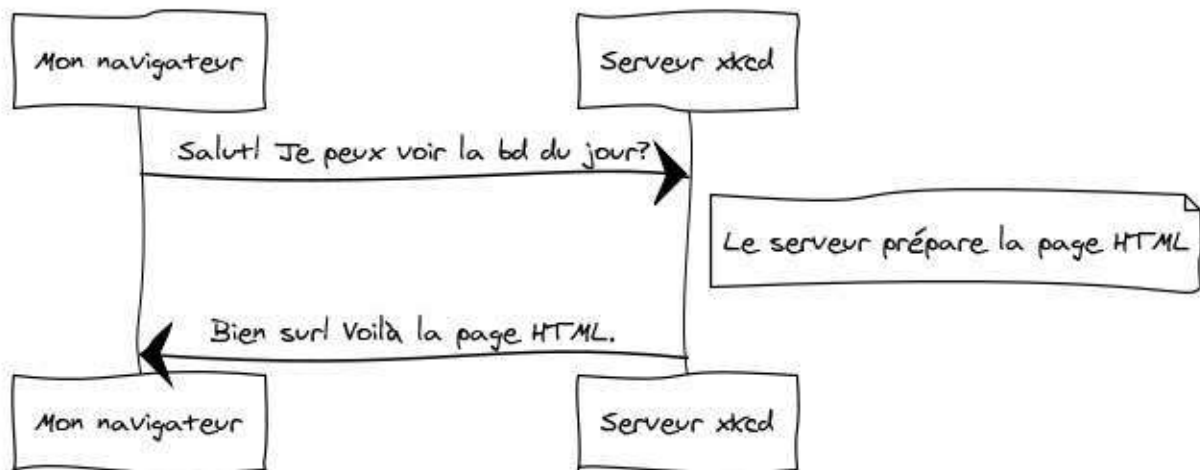 Mon navigateur
Serveur xkcd
Salut! Je peux voir la bd du jour?
Le serveur prépare la page HTML
Bien sur! Voilà la page HTML.
Mon navigateur
Serveur xkcd